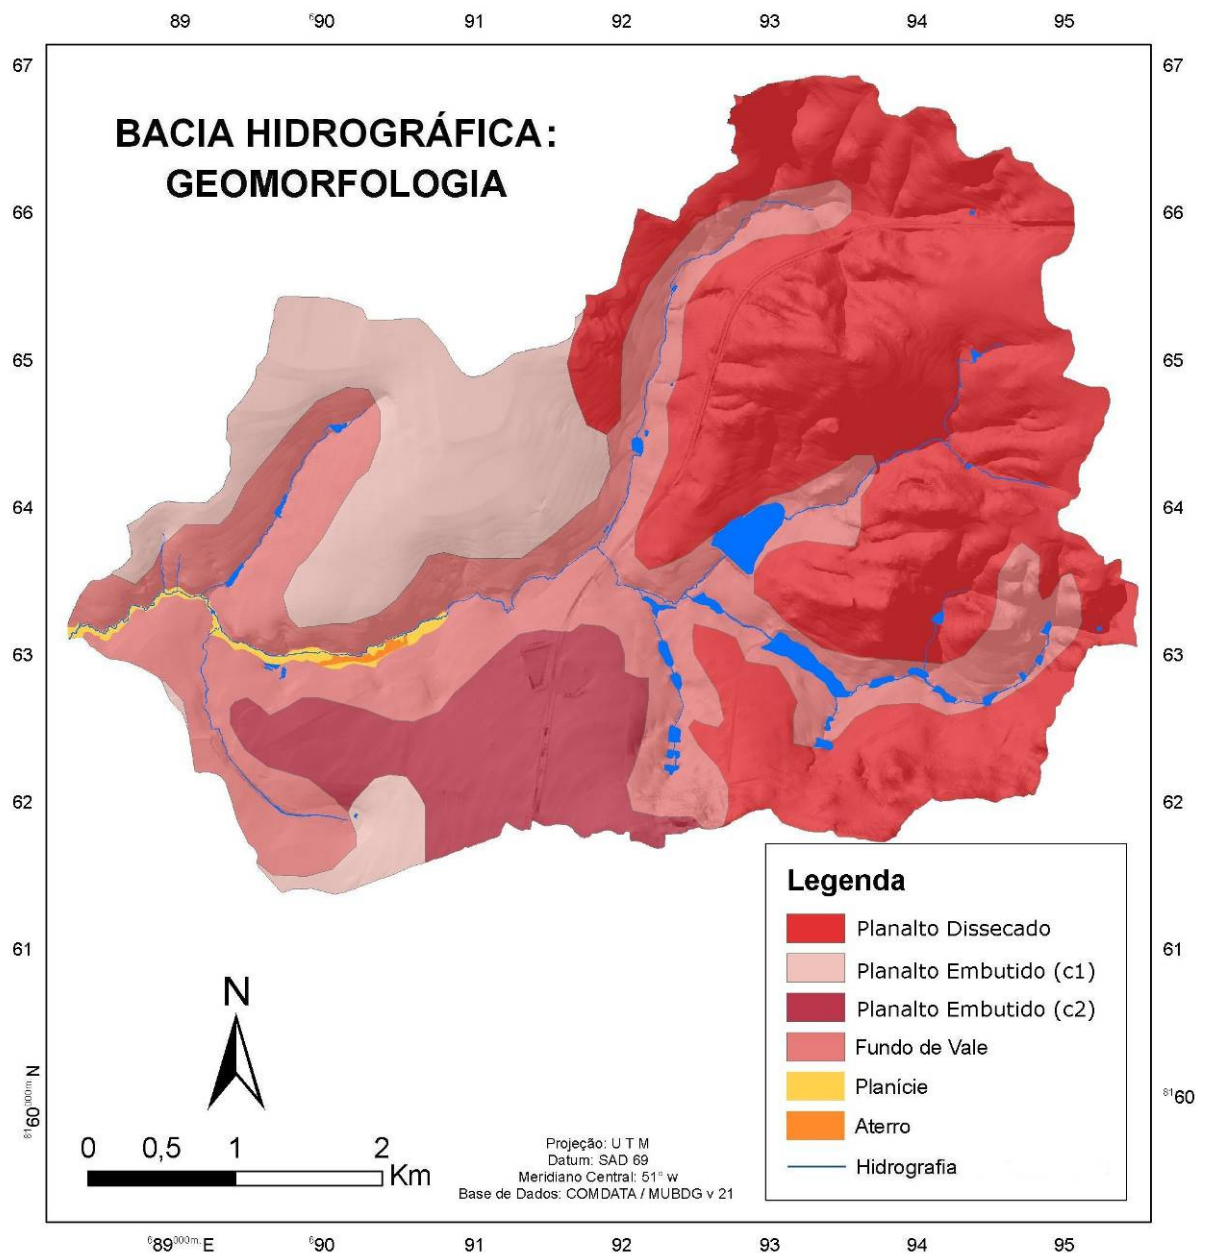 89 ⁶90 91 92 93 94 95
67 67
BACIA HIDROGRÁFICA:
GEOMORFOLOGIA
66 66
65 65
64 64
63 63
62 62
61 61
⁸¹60⁰⁰⁰ᵐ· N
⁸¹60
Legenda
Planalto Dissecado
Planalto Embutido (c1)
Planalto Embutido (c2)
Fundo de Vale
Planície
Aterro
Hidrografia
N
0 0,5 1 2
Km
Projeção: U T M
Datum: SAD 69
Meridiano Central: 51° w
Base de Dados: COMDATA / MUBDG v 21
⁶89⁰⁰⁰ᵐ· E ⁶90 91 92 93 94 95